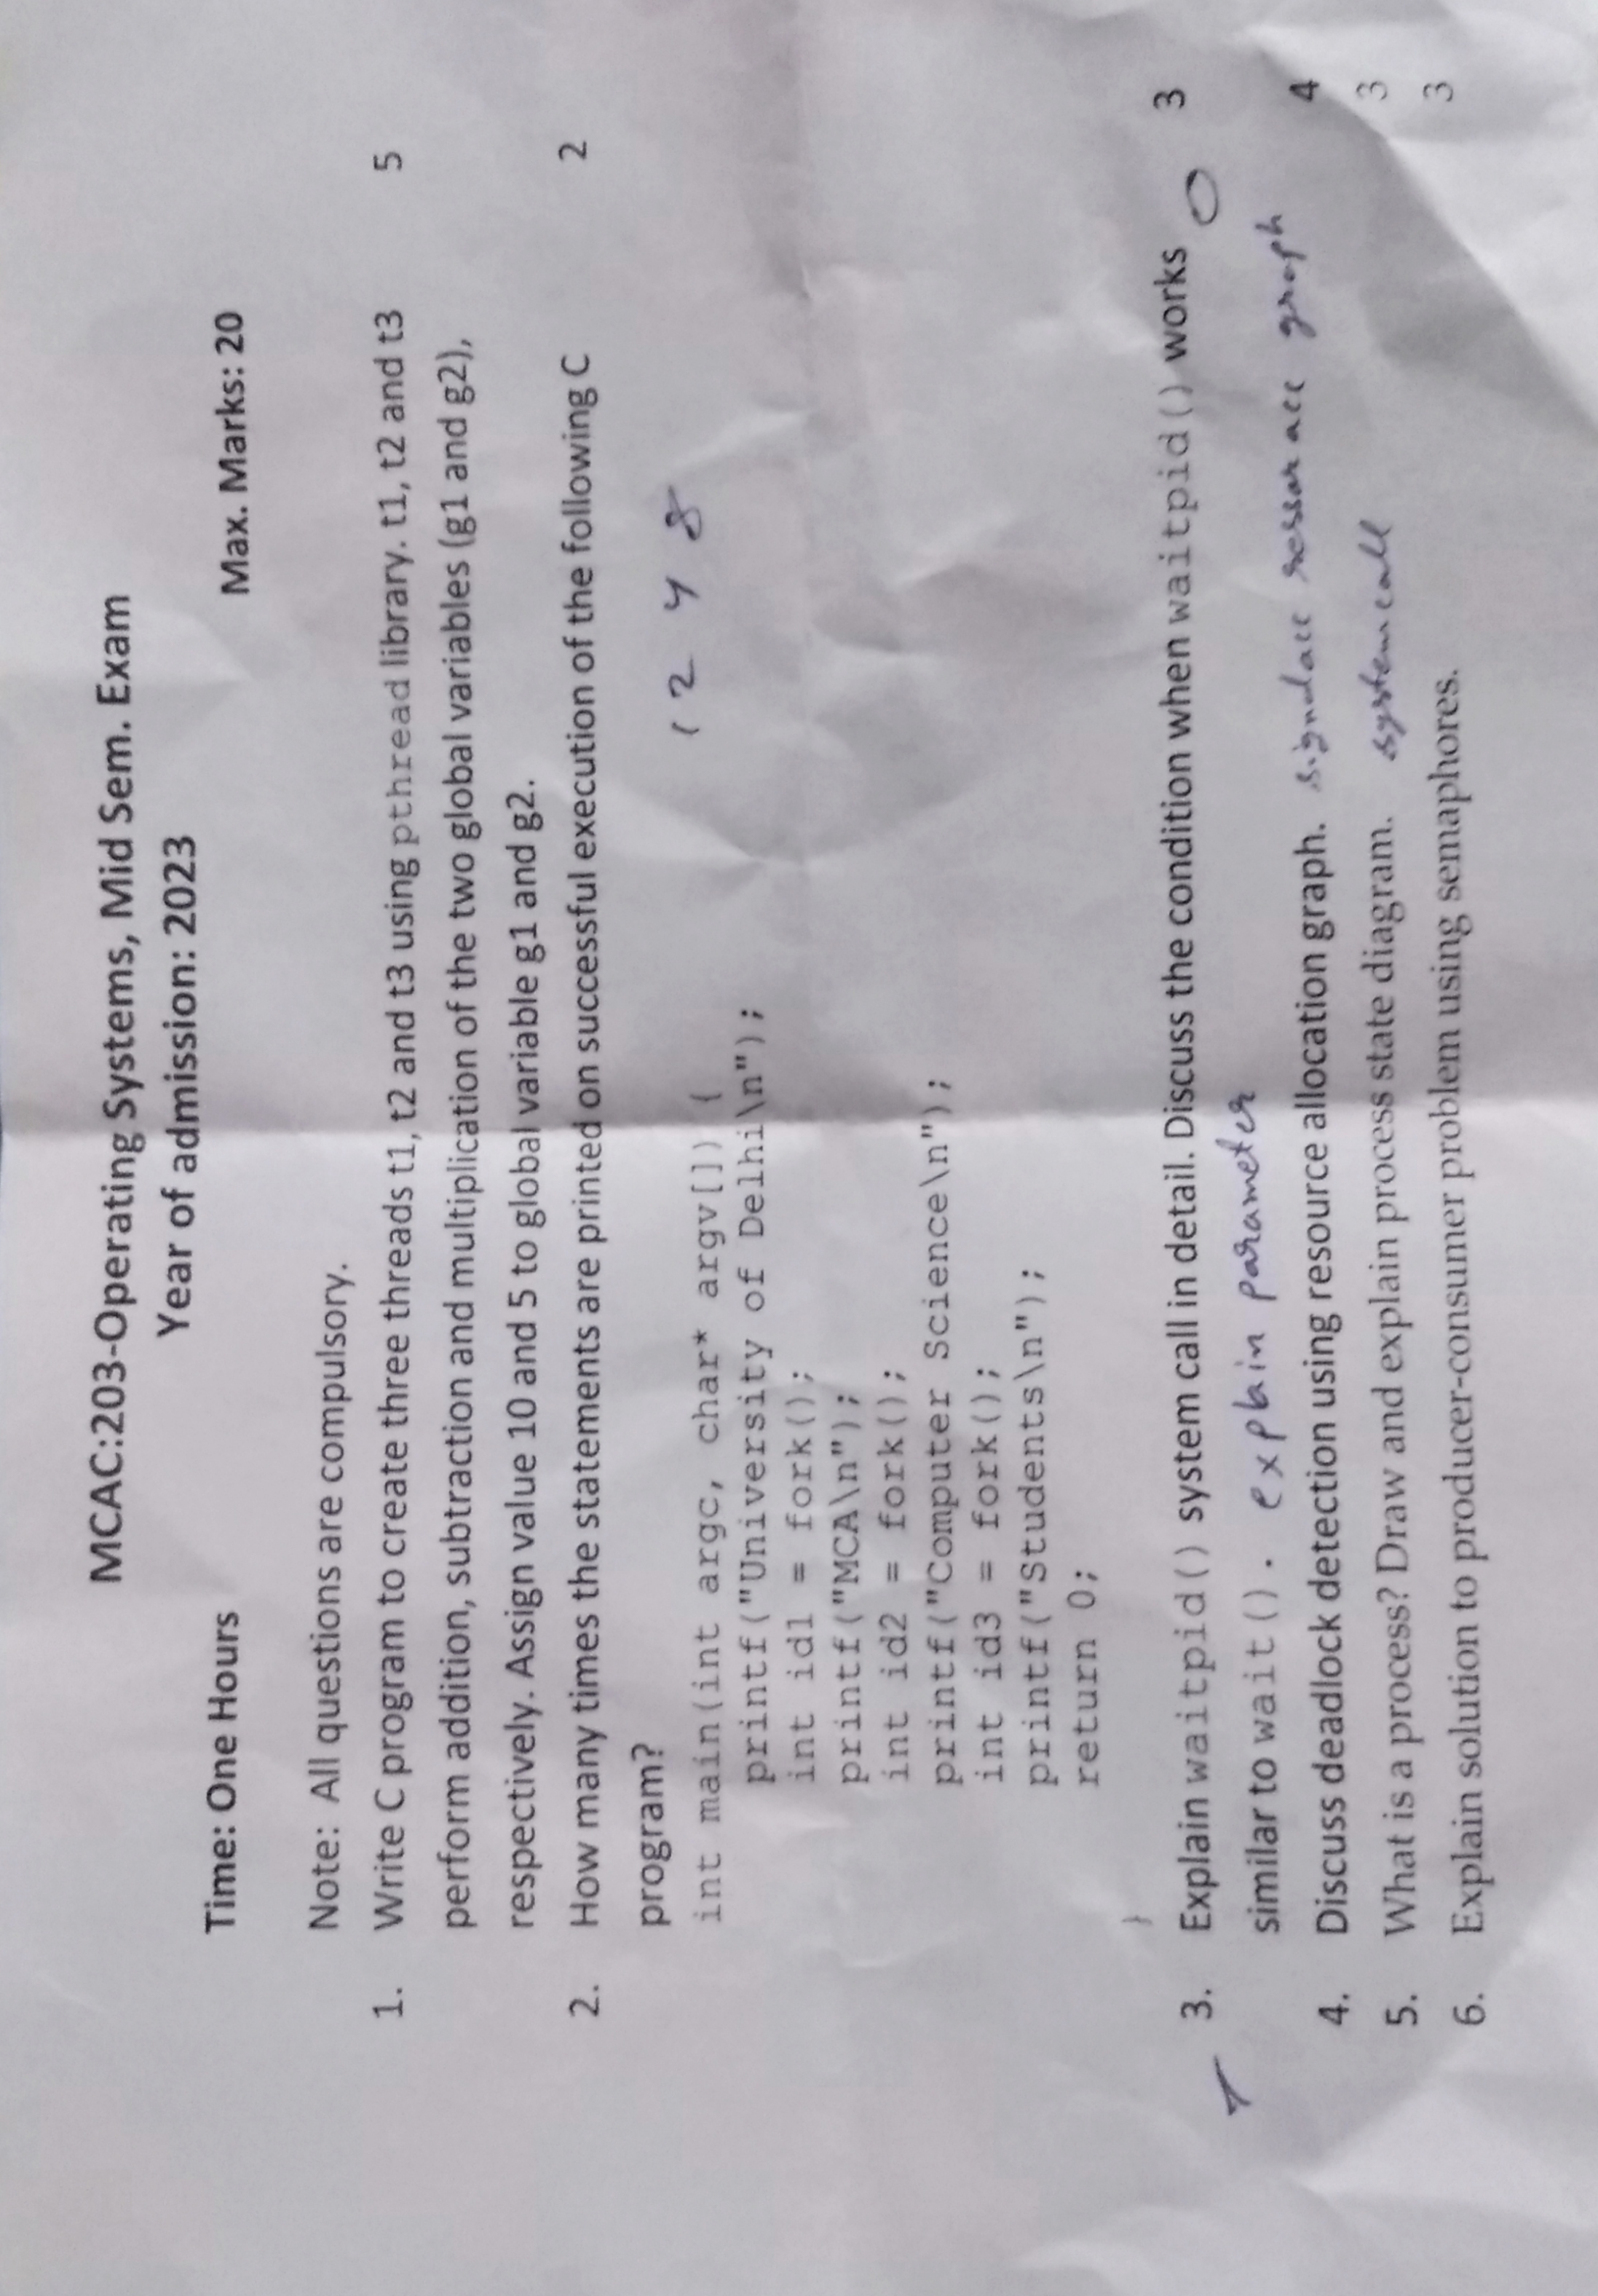 MCAC:203-Operating Systems, Mid Sem. Exam
Year of admission: 2023
Time: One Hours Max. Marks: 20
Note: All questions are compulsory.
1. Write C program to create three threads t1, t2 and t3 using pthread library. t1, t2 and t3 5
perform addition, subtraction and multiplication of the two global variables (g1 and g2),
respectively. Assign value 10 and 5 to global variable g1 and g2.
2. How many times the statements are printed on successful execution of the following C 2
program?
1 2 4 8
int main(int argc, char* argv[]) {
printf("University of Delhi\n");
int id1 = fork();
printf("MCA\n");
int id2 = fork();
printf("Computer Science\n");
int id3 = fork();
printf("Students\n");
return 0;
}
3. Explain waitpid() system call in detail. Discuss the condition when waitpid() works 3
similar to wait(). explain parameter
4. Discuss deadlock detection using resource allocation graph. graph 4
5. What is a process? Draw and explain process state diagram. system call 3
6. Explain solution to producer-consumer problem using semaphores. 3